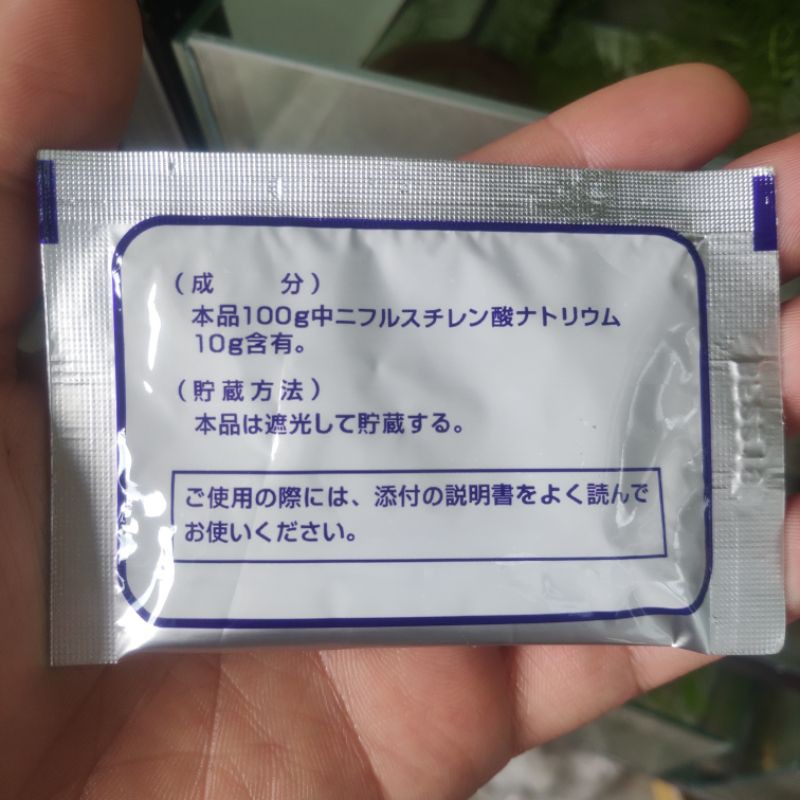 （成　　分）
本品100g中ニフルスチレン酸ナトリウム
10g含有。
（貯蔵方法）
本品は遮光して貯蔵する。
ご使用の際には、添付の説明書をよく読んで
お使いください。